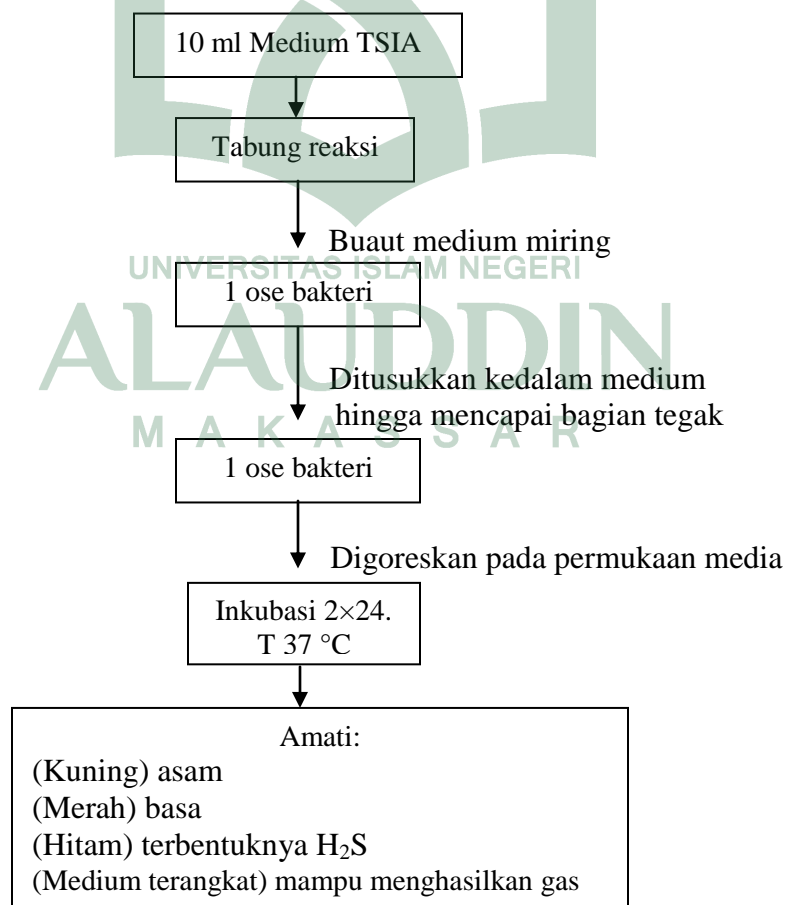 10 ml Medium TSIA
Tabung reaksi
Buaut medium miring
UNIVERSITAS ISLAM NEGERI
1 ose bakteri
ALAUDDIN
Ditusukkan kedalam medium
hingga mencapai bagian tegak
MAKASSAR
1 ose bakteri
Digoreskan pada permukaan media
Inkubasi 2×24.
T 37 °C
Amati:
(Kuning) asam
(Merah) basa
(Hitam) terbentuknya H₂S
(Medium terangkat) mampu menghasilkan gas